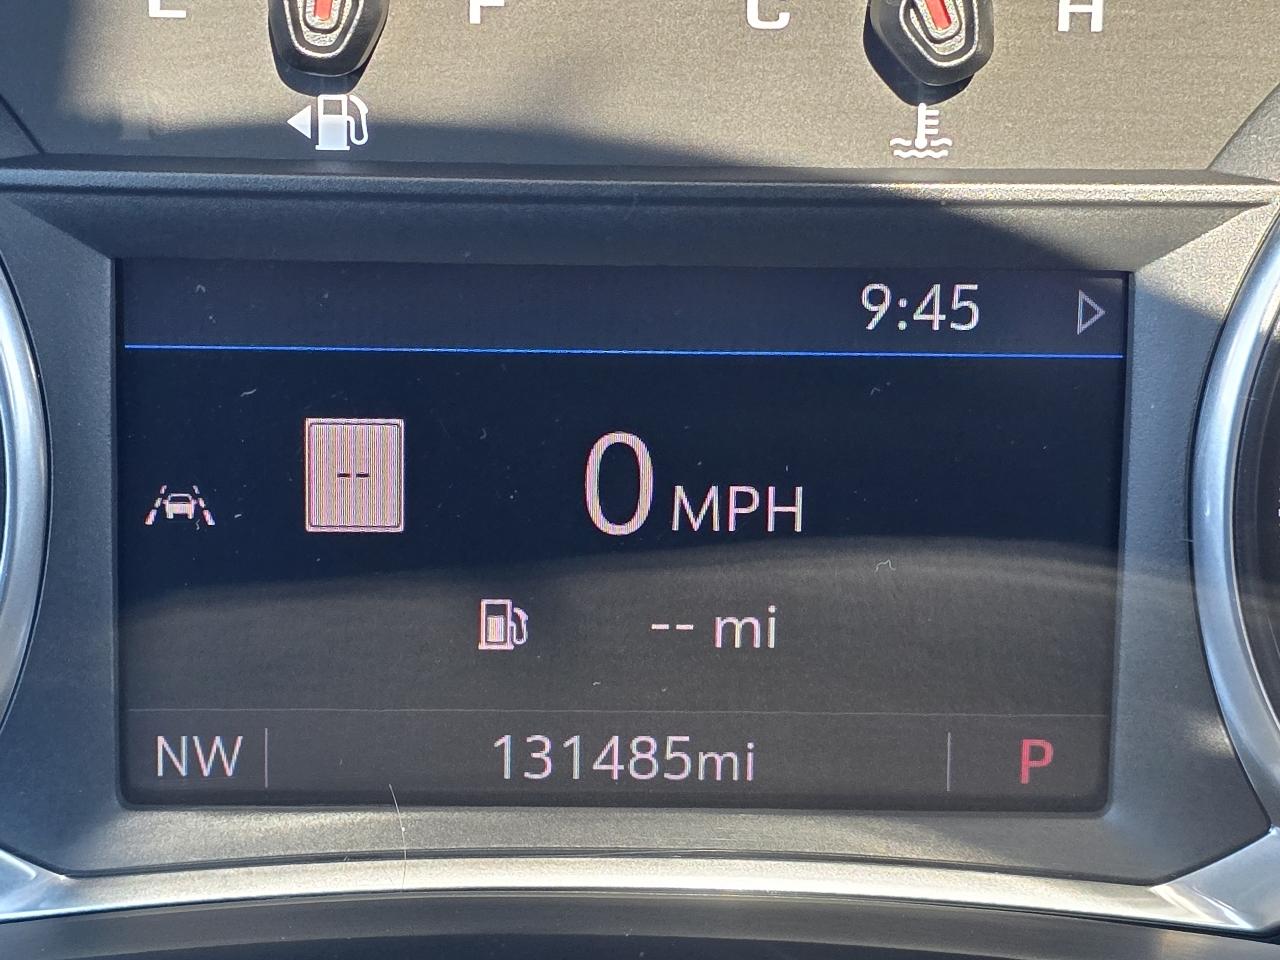 E F C H
9:45
--
0 MPH
-- mi
NW 131485mi P